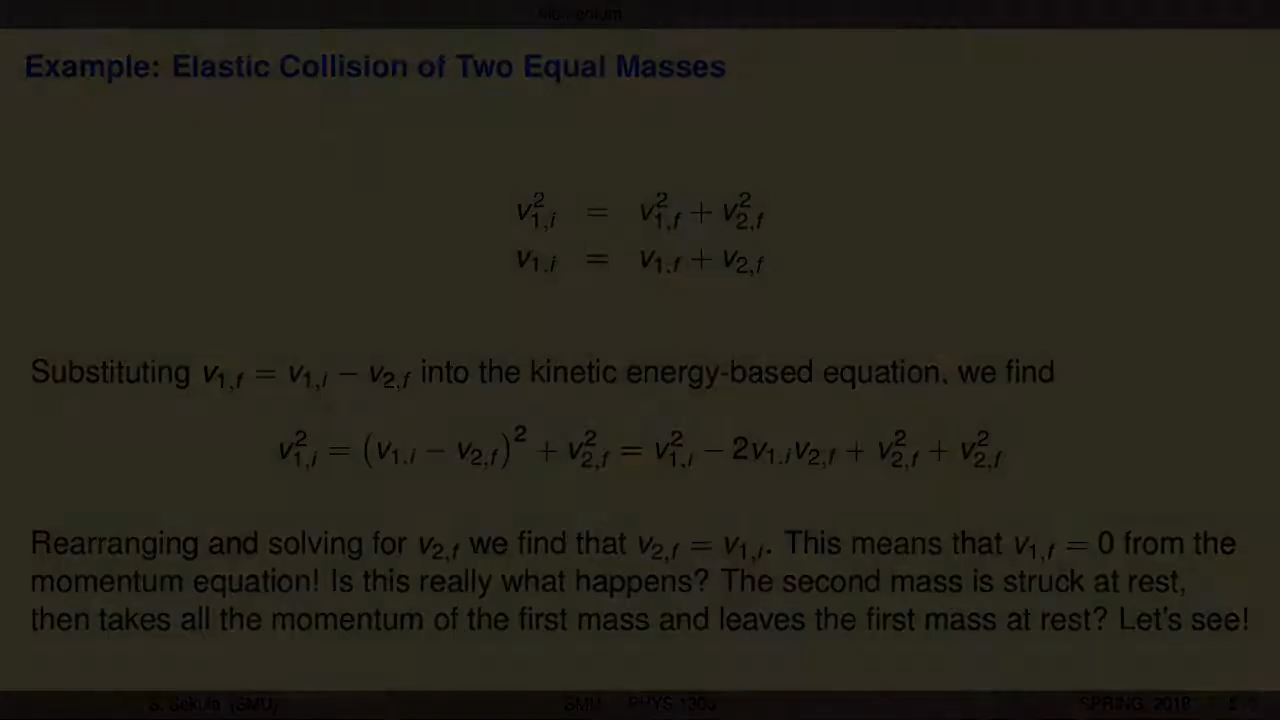 Momentum
Example: Elastic Collision of Two Equal Masses
v²₁,ᵢ = v²₁,f + v²₂,f
v₁,ᵢ = v₁,f + v₂,f
Substituting v₁,f = v₁,ᵢ − v₂,f into the kinetic energy-based equation, we find
v²₁,ᵢ = (v₁,ᵢ − v₂,f)² + v²₂,f = v²₁,ᵢ − 2v₁,ᵢv₂,f + v²₂,f + v²₂,f
Rearranging and solving for v₂,f we find that v₂,f = v₁,ᵢ. This means that v₁,f = 0 from the
momentum equation! Is this really what happens? The second mass is struck at rest,
then takes all the momentum of the first mass and leaves the first mass at rest? Let's see!
S. Sekula (SMU) SMU PHYS 1303 SPRING, 2018